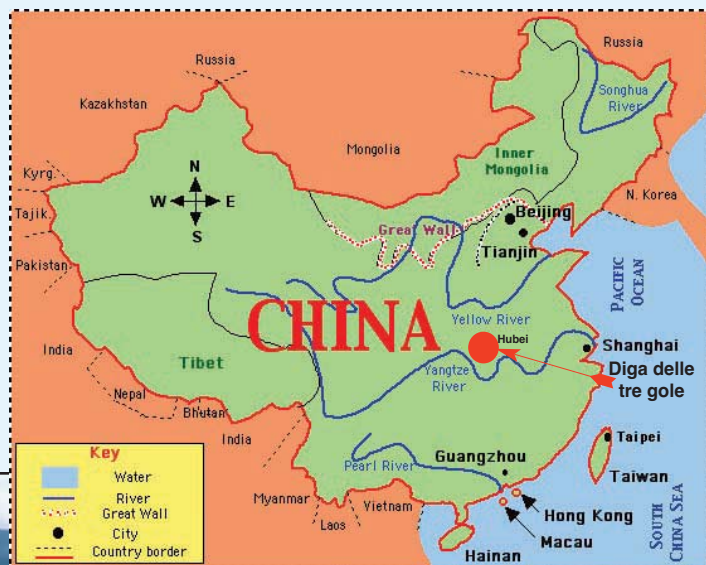 Russia
Russia
Songhua
River
Kazakhstan
Mongolia
Inner
Mongolia
Kyrg.
Tajik.
Pakistan
N
W E
S
N. Korea
Great Wall
Beijing
Tianjin
PACIFIC
OCEAN
CHINA
Yellow River
Hubei
Shanghai
Diga delle
tre gole
India
Tibet
Yangtze
River
Nepal
Bhutan
India
Key
Water
River
Great Wall
City
Country border
Pearl River
Guangzhou
Taipei
Taiwan
Myanmar
Laos
Vietnam
Hong Kong
Macau
Hainan
SOUTH
CHINA SEA